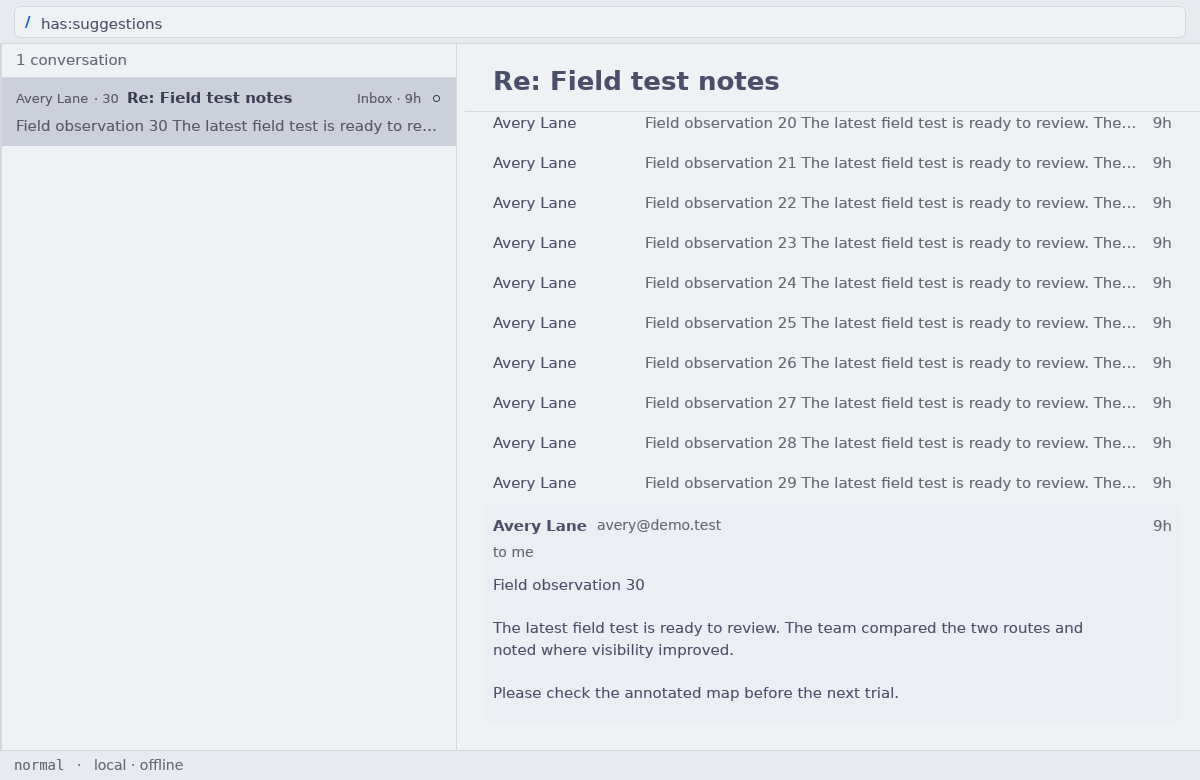 / has:suggestions
1 conversation
Avery Lane · 30 Re: Field test notes Inbox · 9h
Field observation 30 The latest field test is ready to re…
Re: Field test notes
Avery Lane Field observation 20 The latest field test is ready to review. The… 9h
Avery Lane Field observation 21 The latest field test is ready to review. The… 9h
Avery Lane Field observation 22 The latest field test is ready to review. The… 9h
Avery Lane Field observation 23 The latest field test is ready to review. The… 9h
Avery Lane Field observation 24 The latest field test is ready to review. The… 9h
Avery Lane Field observation 25 The latest field test is ready to review. The… 9h
Avery Lane Field observation 26 The latest field test is ready to review. The… 9h
Avery Lane Field observation 27 The latest field test is ready to review. The… 9h
Avery Lane Field observation 28 The latest field test is ready to review. The… 9h
Avery Lane Field observation 29 The latest field test is ready to review. The… 9h
Avery Lane avery@demo.test 9h
to me
Field observation 30
The latest field test is ready to review. The team compared the two routes and
noted where visibility improved.
Please check the annotated map before the next trial.
normal · local · offline